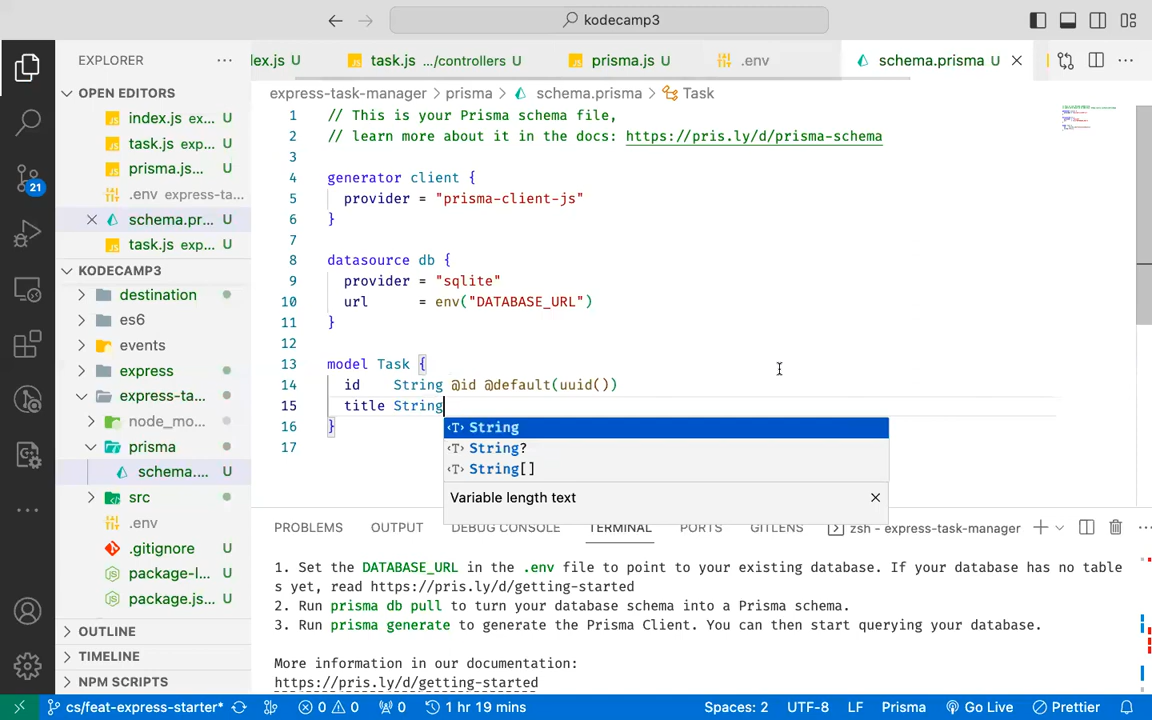 kodecamp3
EXPLORER
dex.js U
task.js .../controllers U
prisma.js U
.env
schema.prisma U
OPEN EDITORS
express-task-manager > prisma > schema.prisma > Task
index.js ex... U
task.js exp... U
prisma.js... U
.env express-ta...
schema.pr... U
task.js exp... U
KODECAMP3
destination
es6
events
express
express-ta...
node_mo...
prisma
schema.... U
src
.env
.gitignore U
package-l... U
package.js... U
OUTLINE
TIMELINE
NPM SCRIPTS
21
1 // This is your Prisma schema file,
2 // learn more about it in the docs: https://pris.ly/d/prisma-schema
3
4 generator client {
5 provider = "prisma-client-js"
6 }
7
8 datasource db {
9 provider = "sqlite"
10 url = env("DATABASE_URL")
11 }
12
13 model Task {
14 id String @id @default(uuid())
15 title String
16 }
17
String
String?
String[]
Variable length text
PROBLEMS OUTPUT DEBUG CONSOLE TERMINAL PORTS GITLENS zsh - express-task-manager
1. Set the DATABASE_URL in the .env file to point to your existing database. If your database has no table
s yet, read https://pris.ly/d/getting-started
2. Run prisma db pull to turn your database schema into a Prisma schema.
3. Run prisma generate to generate the Prisma Client. You can then start querying your database.
More information in our documentation:
https://pris.ly/d/getting-started
cs/feat-express-starter* 0 0 0 1 hr 19 mins Spaces: 2 UTF-8 LF Prisma Go Live Prettier